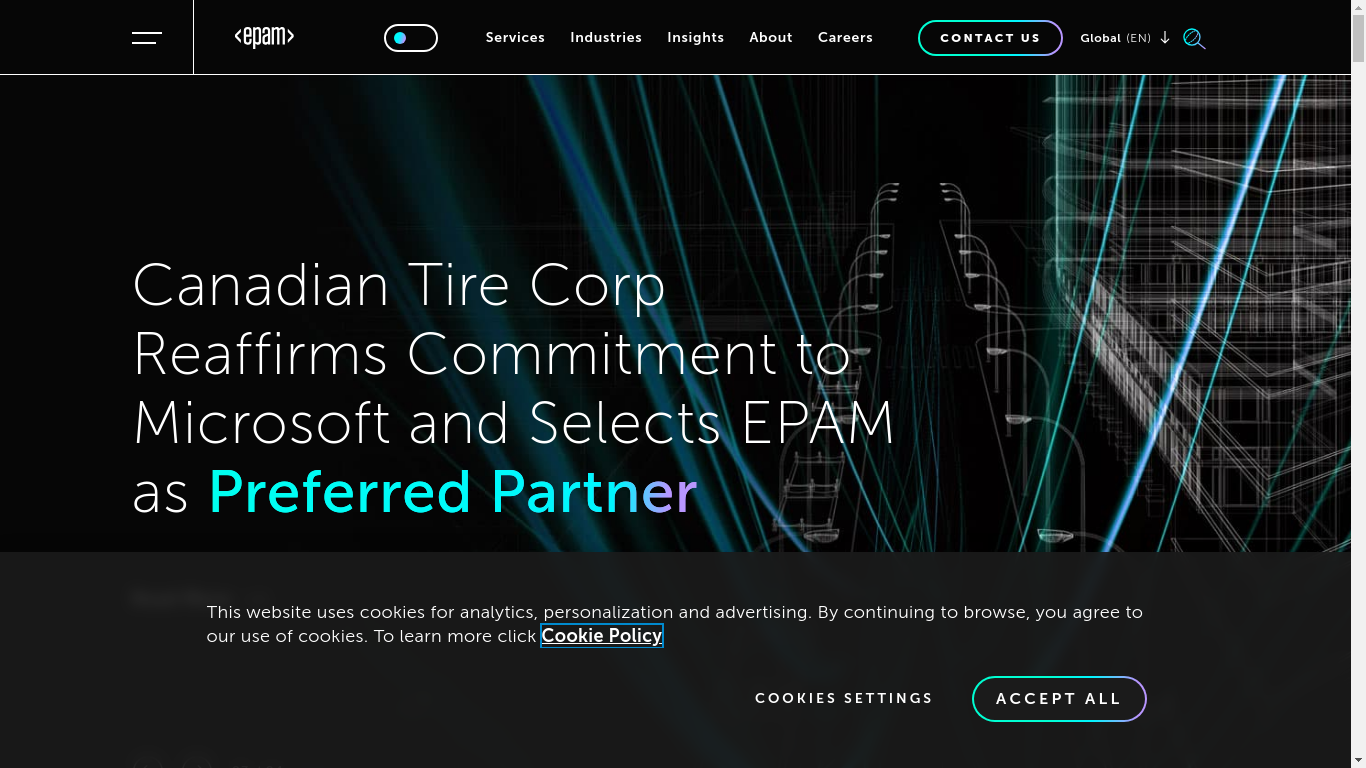 <epam>
Services Industries Insights About Careers CONTACT US Global (EN)
Canadian Tire Corp
Reaffirms Commitment to
Microsoft and Selects EPAM
as Preferred Partner
This website uses cookies for analytics, personalization and advertising. By continuing to browse, you agree to
our use of cookies. To learn more click Cookie Policy
COOKIES SETTINGS ACCEPT ALL